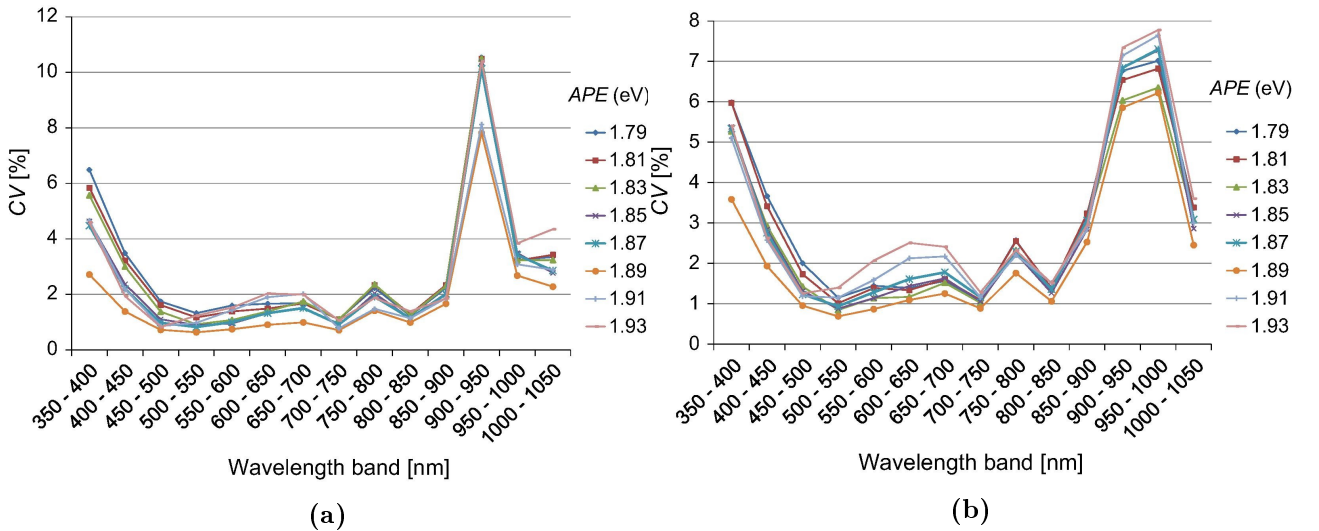 12
10
8
6
4
2
0
CV [%]
350 - 400
400 - 450
450 - 500
500 - 550
550 - 600
600 - 650
650 - 700
700 - 750
750 - 800
800 - 850
850 - 900
900 - 950
950 - 1000
1000 - 1050
Wavelength band [nm]
APE (eV)
1.79
1.81
1.83
1.85
1.87
1.89
1.91
1.93
(a)
8
7
6
5
4
3
2
1
0
CV [%]
350 - 400
400 - 450
450 - 500
500 - 550
550 - 600
600 - 650
650 - 700
700 - 750
750 - 800
800 - 850
850 - 900
900 - 950
950 - 1000
1000 - 1050
Wavelength band [nm]
APE (eV)
1.79
1.81
1.83
1.85
1.87
1.89
1.91
1.93
(b)